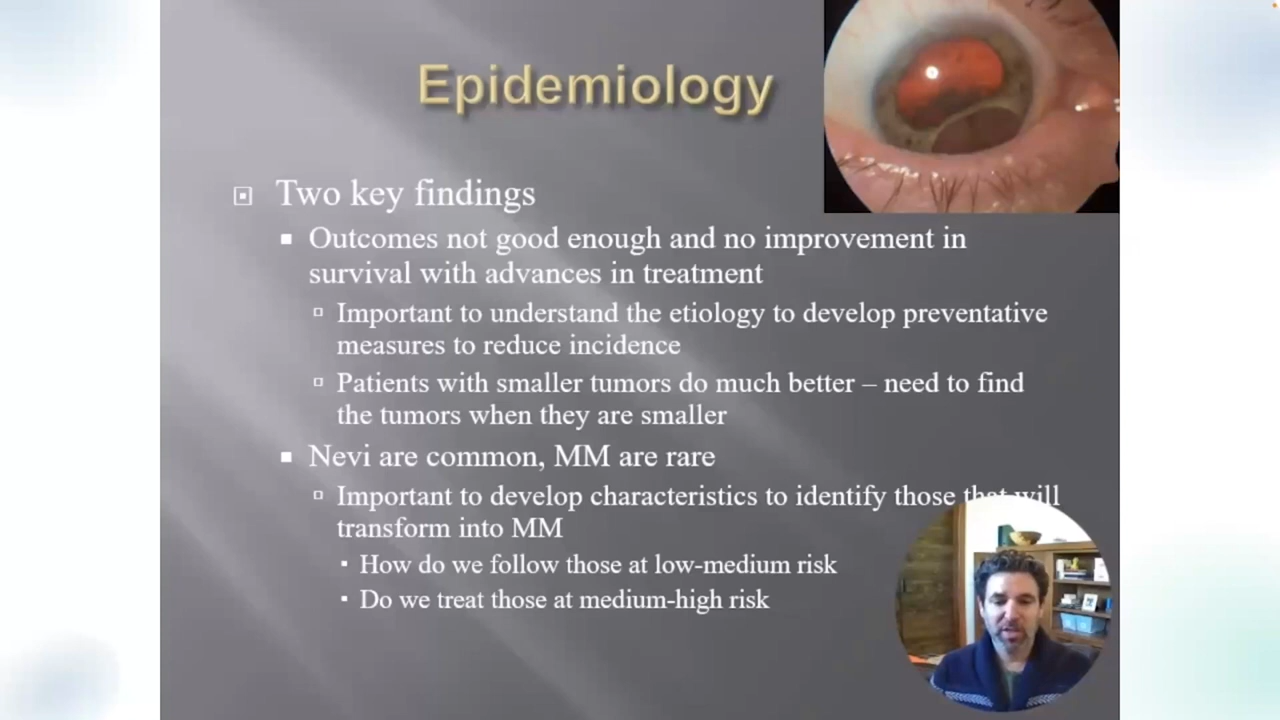 Epidemiology
Two key findings
Outcomes not good enough and no improvement in
survival with advances in treatment
Important to understand the etiology to develop preventative
measures to reduce incidence
Patients with smaller tumors do much better – need to find
the tumors when they are smaller
Nevi are common, MM are rare
Important to develop characteristics to identify those that will
transform into MM
How do we follow those at low-medium risk
Do we treat those at medium-high risk